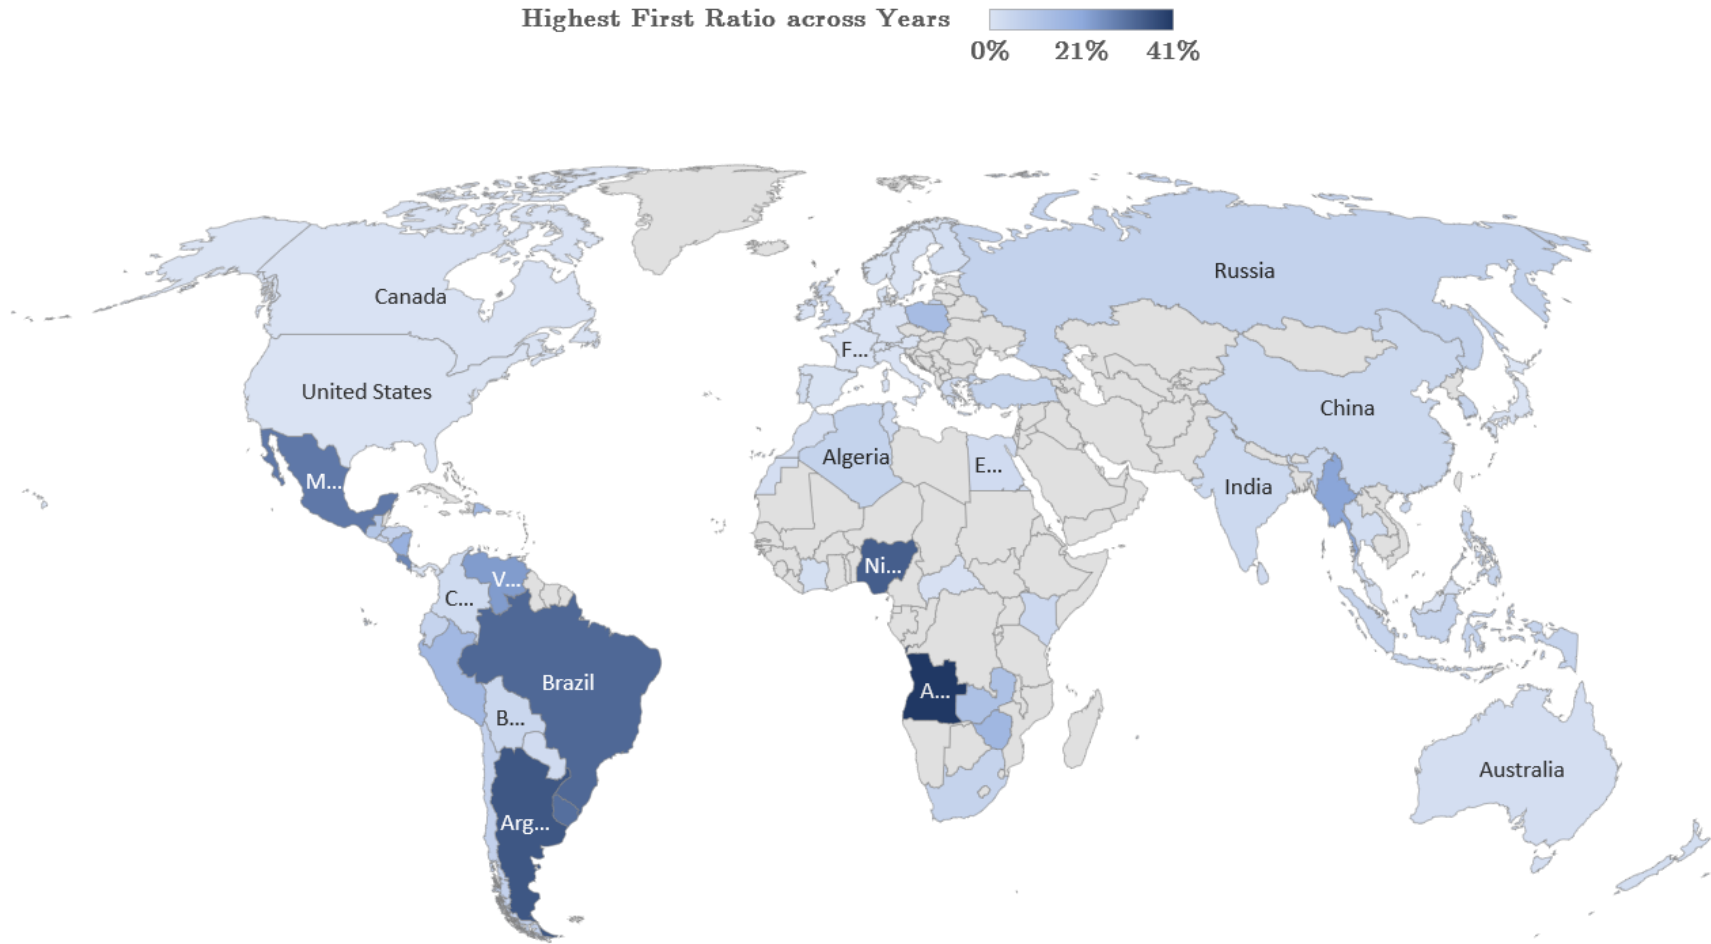 Highest First Ratio across Years
0% 21% 41%
Russia
Canada
F...
United States
China
Algeria
E...
M...
India
Ni...
V...
C...
Brazil
A...
B...
Australia
Arg...